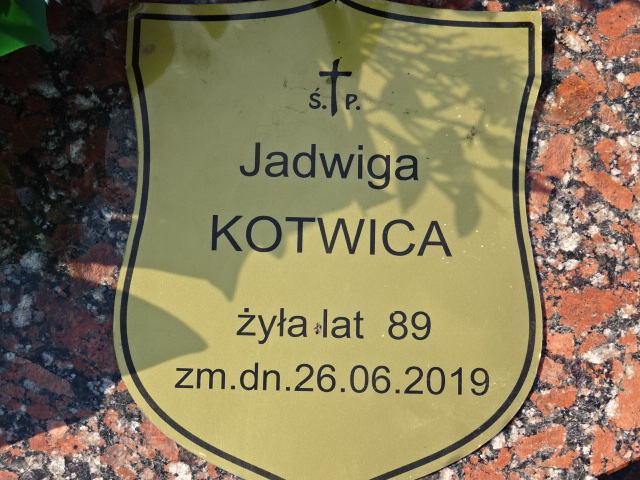 Ś. P.
Jadwiga
KOTWICA
żyła lat 89
zm.dn.26.06.2019